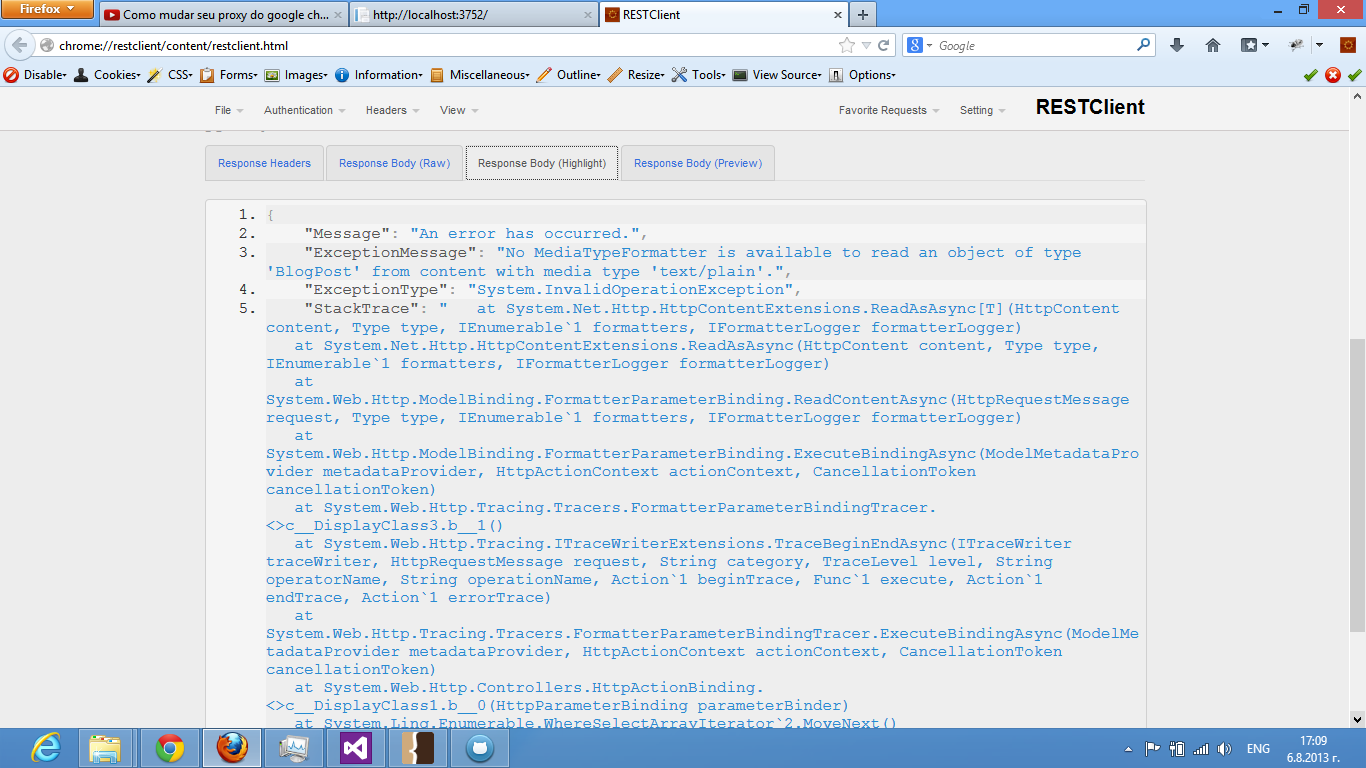 Firefox
Como mudar seu proxy do google ch...
http://localhost:3752/
RESTClient
chrome://restclient/content/restclient.html
Google
Disable
Cookies
CSS
Forms
Images
Information
Miscellaneous
Outline
Resize
Tools
View Source
Options
File
Authentication
Headers
View
Favorite Requests
Setting
RESTClient
Response Headers
Response Body (Raw)
Response Body (Highlight)
Response Body (Preview)
1. {
2. "Message": "An error has occurred.",
3. "ExceptionMessage": "No MediaTypeFormatter is available to read an object of type
'BlogPost' from content with media type 'text/plain'.",
4. "ExceptionType": "System.InvalidOperationException",
5. "StackTrace": "   at System.Net.Http.HttpContentExtensions.ReadAsAsync[T](HttpContent
content, Type type, IEnumerable`1 formatters, IFormatterLogger formatterLogger)
at System.Net.Http.HttpContentExtensions.ReadAsAsync(HttpContent content, Type type,
IEnumerable`1 formatters, IFormatterLogger formatterLogger)
at
System.Web.Http.ModelBinding.FormatterParameterBinding.ReadContentAsync(HttpRequestMessage
request, Type type, IEnumerable`1 formatters, IFormatterLogger formatterLogger)
at
System.Web.Http.ModelBinding.FormatterParameterBinding.ExecuteBindingAsync(ModelMetadataPro
vider metadataProvider, HttpActionContext actionContext, CancellationToken
cancellationToken)
at System.Web.Http.Tracing.Tracers.FormatterParameterBindingTracer.
<>c__DisplayClass3.b__1()
at System.Web.Http.Tracing.ITraceWriterExtensions.TraceBeginEndAsync(ITraceWriter
traceWriter, HttpRequestMessage request, String category, TraceLevel level, String
operatorName, String operationName, Action`1 beginTrace, Func`1 execute, Action`1
endTrace, Action`1 errorTrace)
at
System.Web.Http.Tracing.Tracers.FormatterParameterBindingTracer.ExecuteBindingAsync(ModelMe
tadataProvider metadataProvider, HttpActionContext actionContext, CancellationToken
cancellationToken)
at System.Web.Http.Controllers.HttpActionBinding.
<>c__DisplayClass1.b__0(HttpParameterBinding parameterBinder)
at System.Linq.Enumerable.WhereSelectArrayIterator`2.MoveNext()
ENG
17:09
6.8.2013 г.